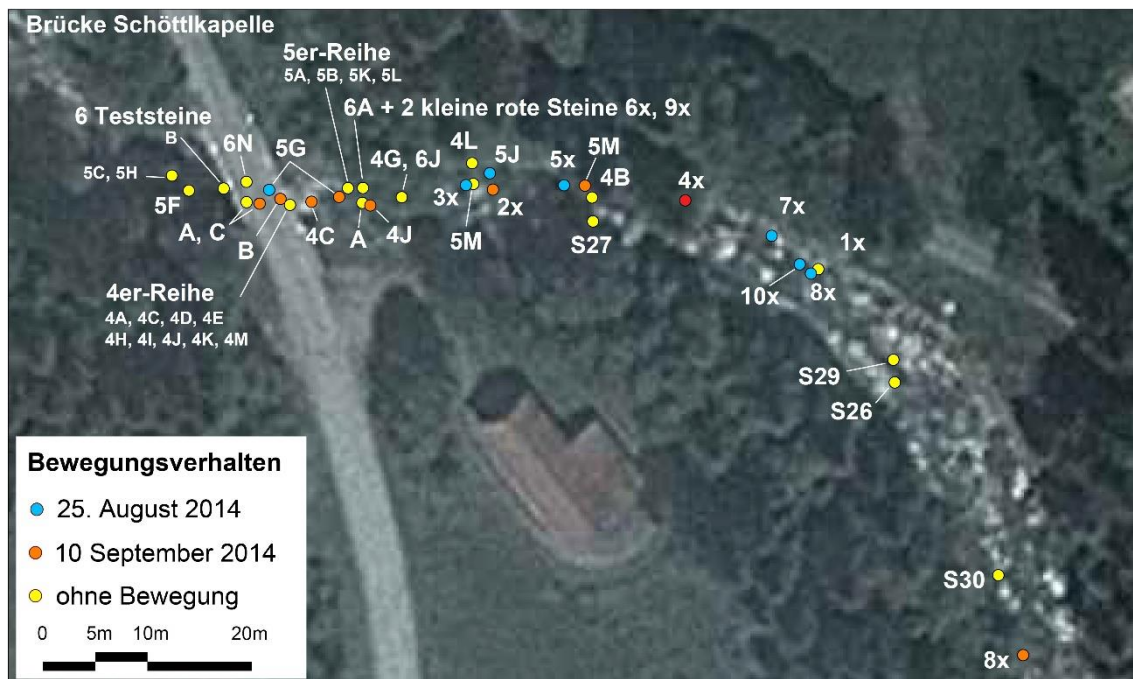 Brücke Schöttlkapelle
5er-Reihe
5A, 5B, 5K, 5L
6A + 2 kleine rote Steine 6x, 9x
6 Teststeine
B
6N
5G
4G, 6J
4L
5J
5x
5M
4B
4x
7x
1x
5C, 5H
5F
A, C
B
4C
A
4J
3x
5M
2x
S27
10x
8x
4er-Reihe
4A, 4C, 4D, 4E
4H, 4I, 4J, 4K, 4M
S29
S26
S30
8x
Bewegungsverhalten
25. August 2014
10 September 2014
ohne Bewegung
0 5m 10m 20m